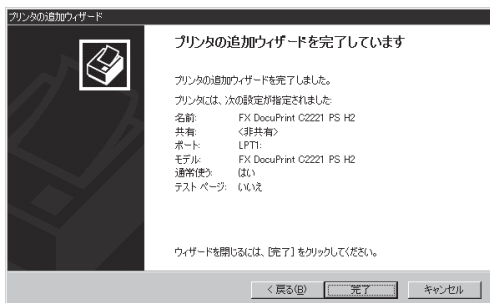 プリンタの追加ウィザード
プリンタの追加ウィザードを完了しています
プリンタの追加ウィザードを完了しました。
プリンタには、次の設定が指定されました:
名前: FX DocuPrint C2221 PS H2
共有: <非共有>
ポート: LPT1:
モデル: FX DocuPrint C2221 PS H2
通常使う: はい
テスト ページ: いいえ
ウィザードを閉じるには、[完了] をクリックしてください。
< 戻る(B) 完了 キャンセル